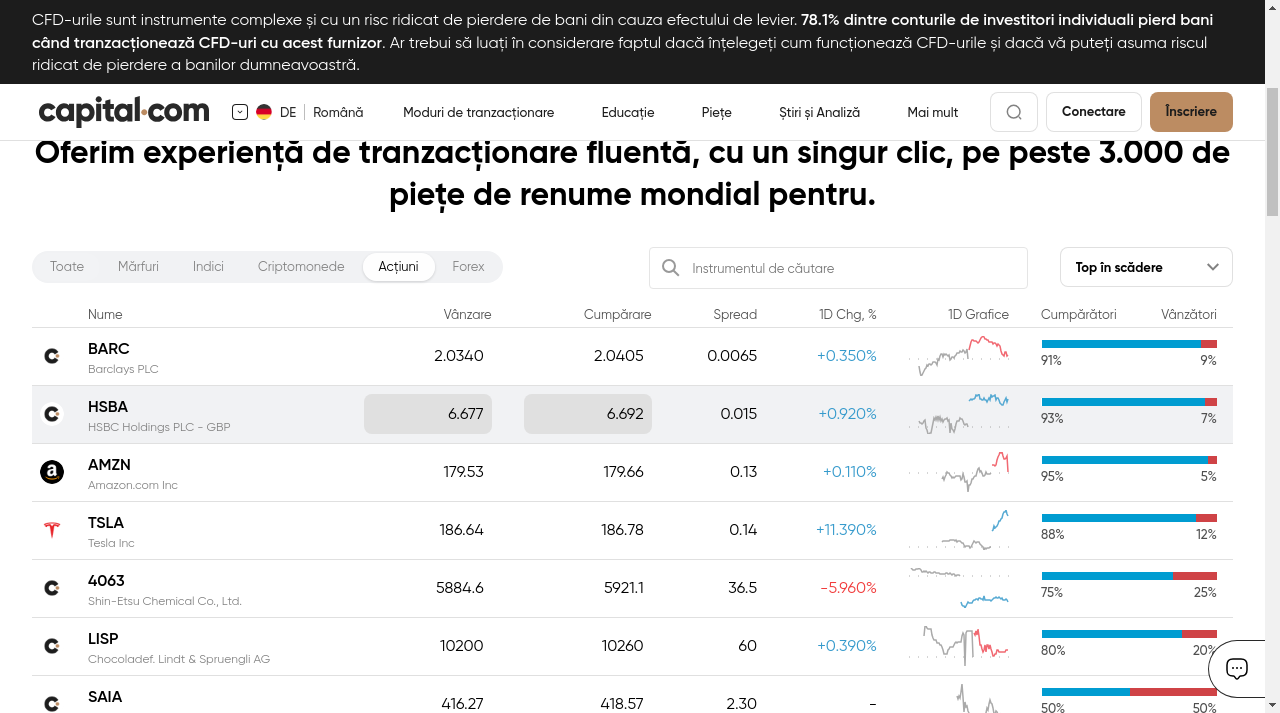 CFD-urile sunt instrumente complexe și cu un risc ridicat de pierdere de bani din cauza efectului de levier. 78.1% dintre conturile de investitori individuali pierd bani
când tranzacționează CFD-uri cu acest furnizor. Ar trebui să luați în considerare faptul dacă înțelegeți cum funcționează CFD-urile și dacă vă puteți asuma riscul
ridicat de pierdere a banilor dumneavoastră.
capital.com DE Română Moduri de tranzacționare Educație Piețe Știri și Analiză Mai mult Conectare Înscriere
Oferim experiență de tranzacționare fluentă, cu un singur clic, pe peste 3.000 de
piețe de renume mondial pentru.
Toate Mărfuri Indici Criptomonede Acțiuni Forex Instrumentul de căutare Top în scădere
Nume Vânzare Cumpărare Spread 1D Chg, % 1D Grafice Cumpărători Vânzători
BARC 2.0340 2.0405 0.0065 +0.350%
Barclays PLC 91% 9%
HSBA 6.677 6.692 0.015 +0.920%
HSBC Holdings PLC - GBP 93% 7%
AMZN 179.53 179.66 0.13 +0.110%
Amazon.com Inc 95% 5%
TSLA 186.64 186.78 0.14 +11.390%
Tesla Inc 88% 12%
4063 5884.6 5921.1 36.5 -5.960%
Shin-Etsu Chemical Co., Ltd. 75% 25%
LISP 10200 10260 60 +0.390%
Chocoladef. Lindt & Spruengli AG 80% 20%
SAIA 416.27 418.57 2.30 -
50% 50%